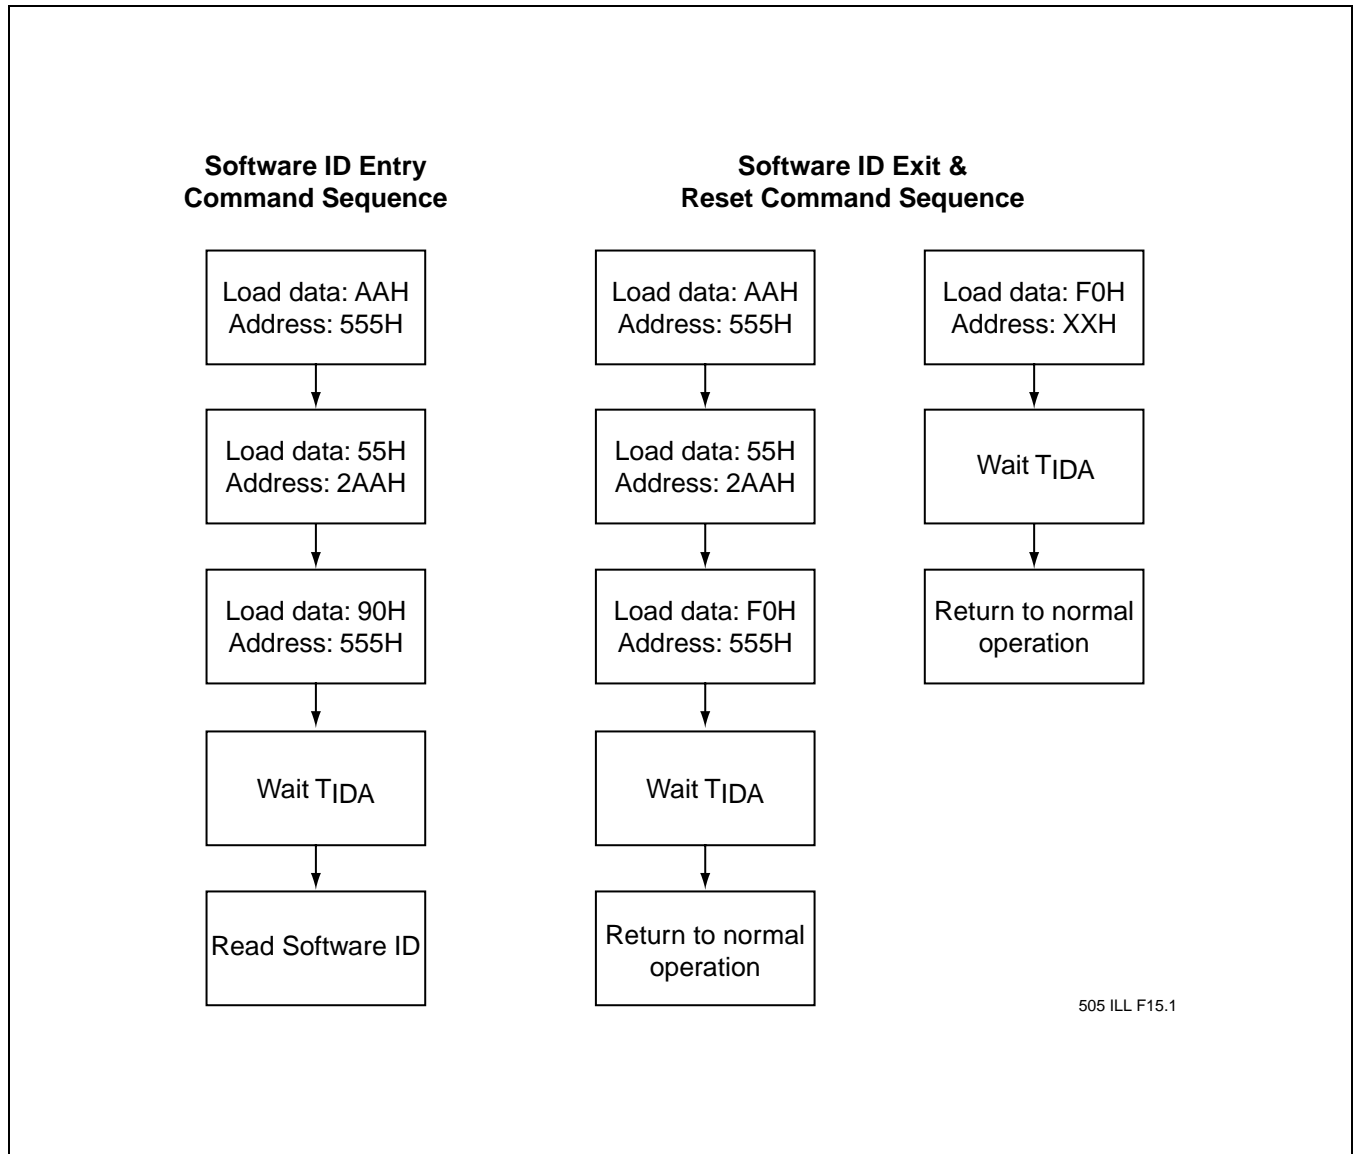 Software ID Entry
Command Sequence
Load data: AAH
Address: 555H
Load data: 55H
Address: 2AAH
Load data: 90H
Address: 555H
Wait TIDA
Read Software ID
Software ID Exit &
Reset Command Sequence
Load data: AAH
Address: 555H
Load data: 55H
Address: 2AAH
Load data: F0H
Address: 555H
Wait TIDA
Return to normal
operation
Load data: F0H
Address: XXH
Wait TIDA
Return to normal
operation
505 ILL F15.1